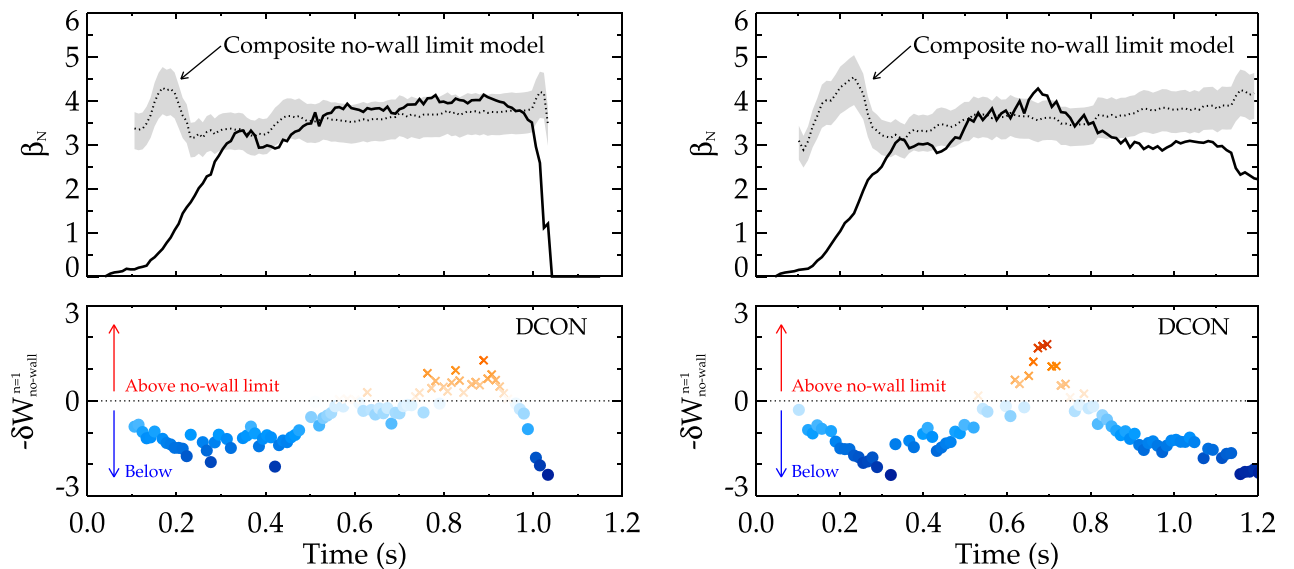 6
5
4
3
2
1
0
β_N
Composite no-wall limit model
3
0
-3
-δW^{n=1}_{no-wall}
DCON
Above no-wall limit
Below
0.0 0.2 0.4 0.6 0.8 1.0 1.2
Time (s)
6
5
4
3
2
1
0
β_N
Composite no-wall limit model
3
0
-3
-δW^{n=1}_{no-wall}
DCON
Above no-wall limit
Below
0.0 0.2 0.4 0.6 0.8 1.0 1.2
Time (s)